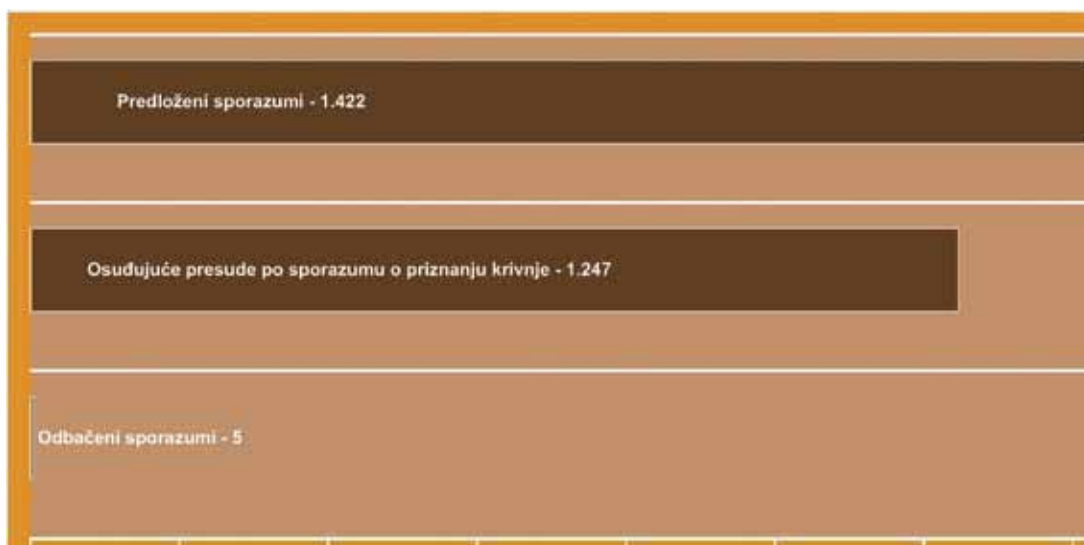 Predloženi sporazumi - 1.422
Osuđujuće presude po sporazumu o priznanju krivnje - 1.247
Odbačeni sporazumi - 5